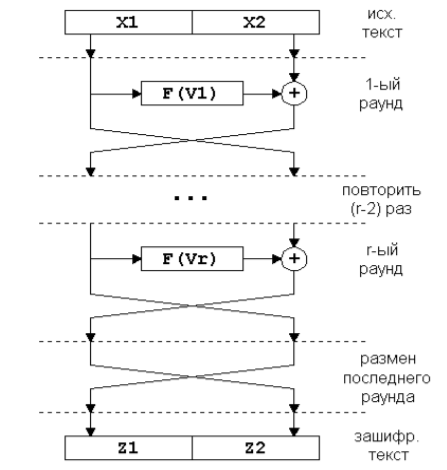 X1 X2
исх.
текст
F(V1)
+
1-ый
раунд
...
повторить
(r-2) раз
F(Vr)
+
r-ый
раунд
размен
последнего
раунда
Z1 Z2
зашифр.
текст